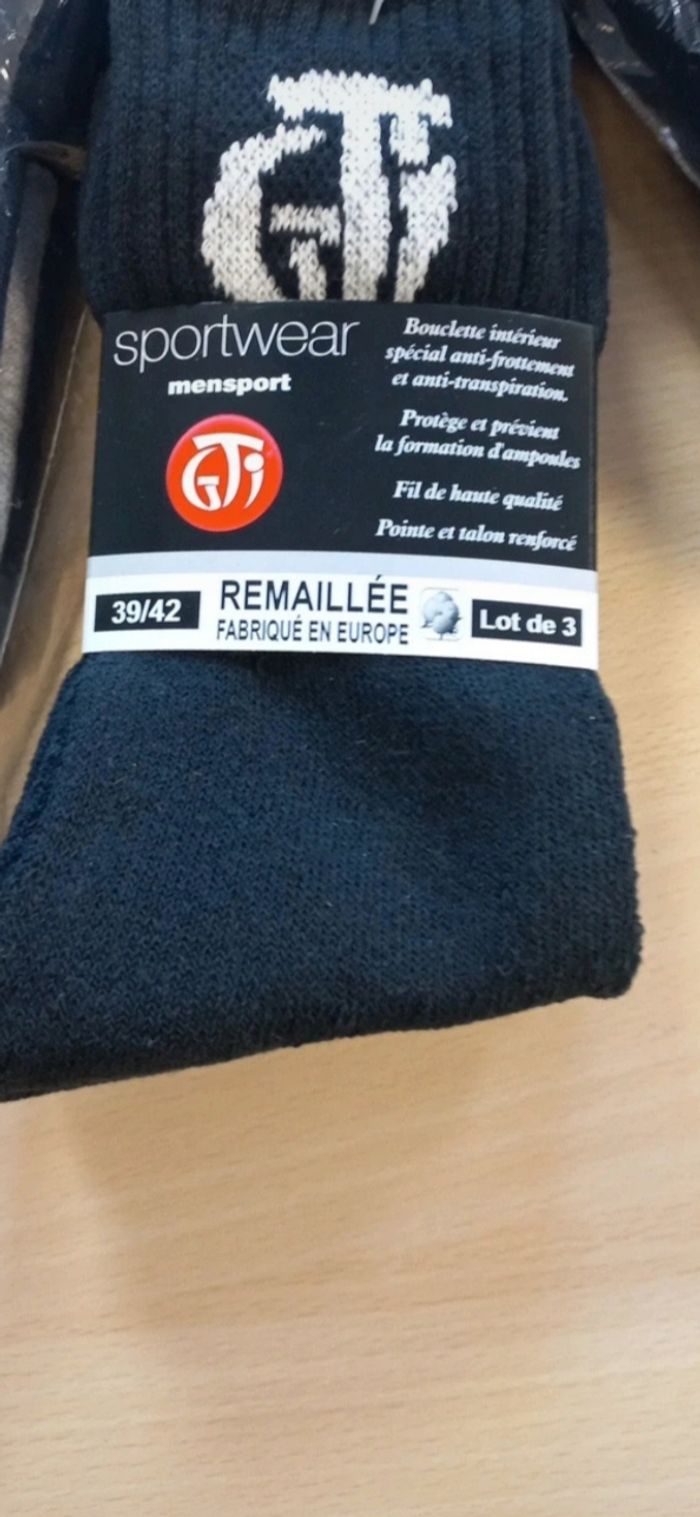 GTi
sportwear
mensport
GTi
Bouclette intérieur
spécial anti-frottement
et anti-transpiration.
Protège et prévient
la formation d'ampoules
Fil de haute qualité
Pointe et talon renforcé
39/42
REMAILLÉE
FABRIQUÉ EN EUROPE
Lot de 3